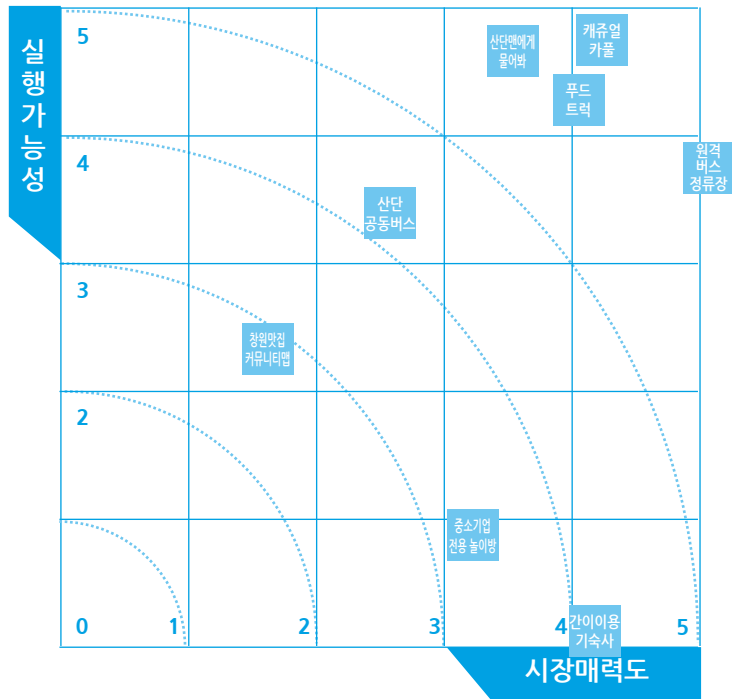 실행가능성
5
산단맨에게
물어봐
캐쥬얼
카풀
푸드
트럭
4
원격
버스
정류장
산단
공동버스
3
창원맛집
커뮤니티맵
2
중소기업
전용 놀이방
0
1
2
3
4
간이이용
기숙사
5
시장매력도